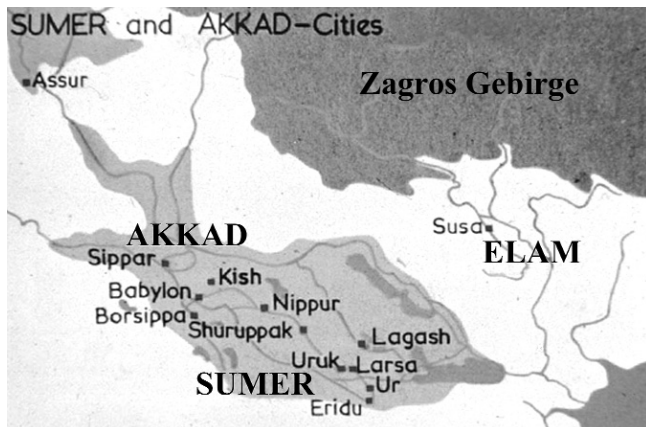 SUMER and AKKAD-Cities
Assur
Zagros Gebirge
Susa
ELAM
AKKAD
Sippar
Kish
Babylon
Nippur
Borsippa
Shuruppak
Lagash
Uruk
Larsa
SUMER
Ur
Eridu